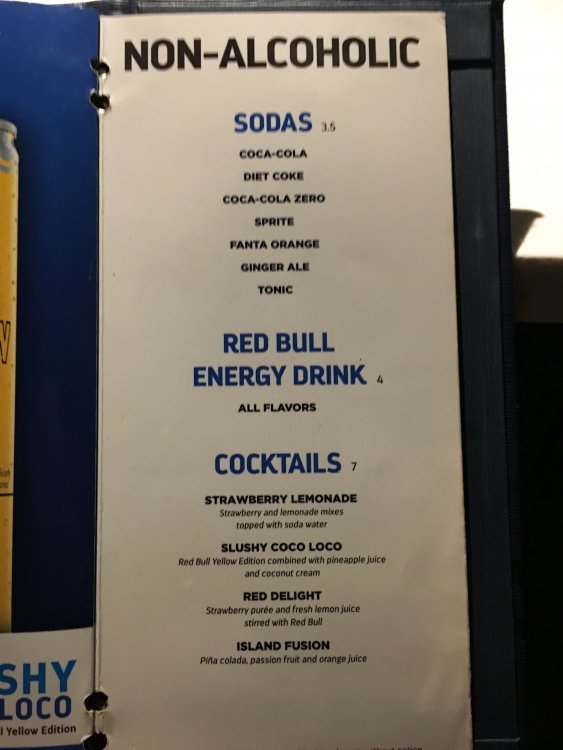 NON-ALCOHOLIC
SODAS 3.5
COCA-COLA
DIET COKE
COCA-COLA ZERO
SPRITE
FANTA ORANGE
GINGER ALE
TONIC
RED BULL
ENERGY DRINK 4
ALL FLAVORS
COCKTAILS 7
STRAWBERRY LEMONADE
Strawberry and lemonade mixes
topped with soda water
SLUSHY COCO LOCO
Red Bull Yellow Edition combined with pineapple juice
and coconut cream
RED DELIGHT
Strawberry purée and fresh lemon juice
stirred with Red Bull
ISLAND FUSION
Piña colada, passion fruit and orange juice
SHY
LOCO
l Yellow Edition